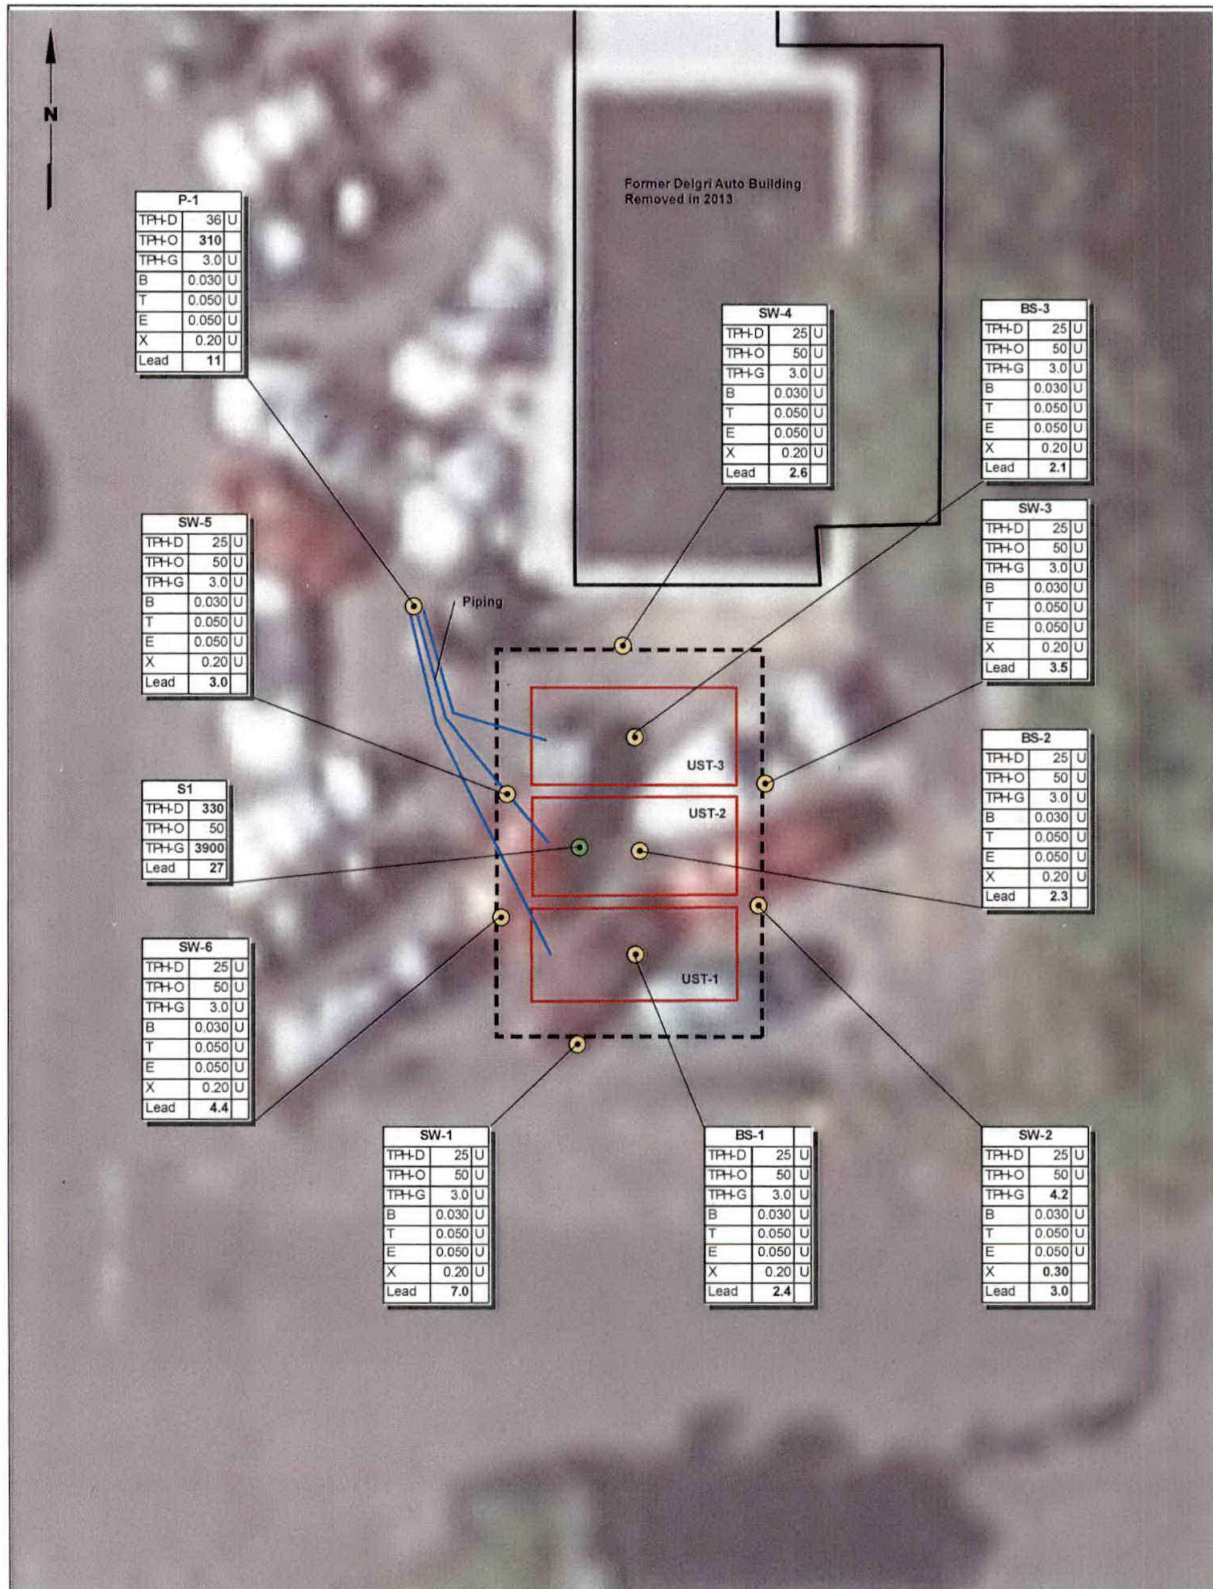 N
Former Delgri Auto Building
Removed in 2013
P-1
TPH-D 36 U
TPH-O 310
TPH-G 3.0 U
B 0.030 U
T 0.050 U
E 0.050 U
X 0.20 U
Lead 11
SW-4
TPH-D 25 U
TPH-O 50 U
TPH-G 3.0 U
B 0.030 U
T 0.050 U
E 0.050 U
X 0.20 U
Lead 2.6
BS-3
TPH-D 25 U
TPH-O 50 U
TPH-G 3.0 U
B 0.030 U
T 0.050 U
E 0.050 U
X 0.20 U
Lead 2.1
SW-5
TPH-D 25 U
TPH-O 50 U
TPH-G 3.0 U
B 0.030 U
T 0.050 U
E 0.050 U
X 0.20 U
Lead 3.0
SW-3
TPH-D 25 U
TPH-O 50 U
TPH-G 3.0 U
B 0.030 U
T 0.050 U
E 0.050 U
X 0.20 U
Lead 3.5
Piping
UST-3
UST-2
UST-1
S1
TPH-D 330
TPH-O 50
TPH-G 3900
Lead 27
BS-2
TPH-D 25 U
TPH-O 50 U
TPH-G 3.0 U
B 0.030 U
T 0.050 U
E 0.050 U
X 0.20 U
Lead 2.3
SW-6
TPH-D 25 U
TPH-O 50 U
TPH-G 3.0 U
B 0.030 U
T 0.050 U
E 0.050 U
X 0.20 U
Lead 4.4
SW-1
TPH-D 25 U
TPH-O 50 U
TPH-G 3.0 U
B 0.030 U
T 0.050 U
E 0.050 U
X 0.20 U
Lead 7.0
BS-1
TPH-D 25 U
TPH-O 50 U
TPH-G 3.0 U
B 0.030 U
T 0.050 U
E 0.050 U
X 0.20 U
Lead 2.4
SW-2
TPH-D 25 U
TPH-O 50 U
TPH-G 4.2
B 0.030 U
T 0.050 U
E 0.050 U
X 0.30
Lead 3.0